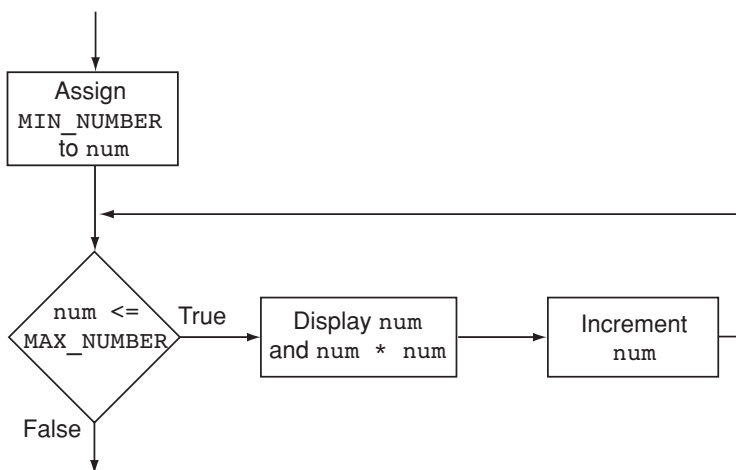 Assign
MIN_NUMBER
to num
num <=
MAX_NUMBER
True
Display num
and num * num
Increment
num
False